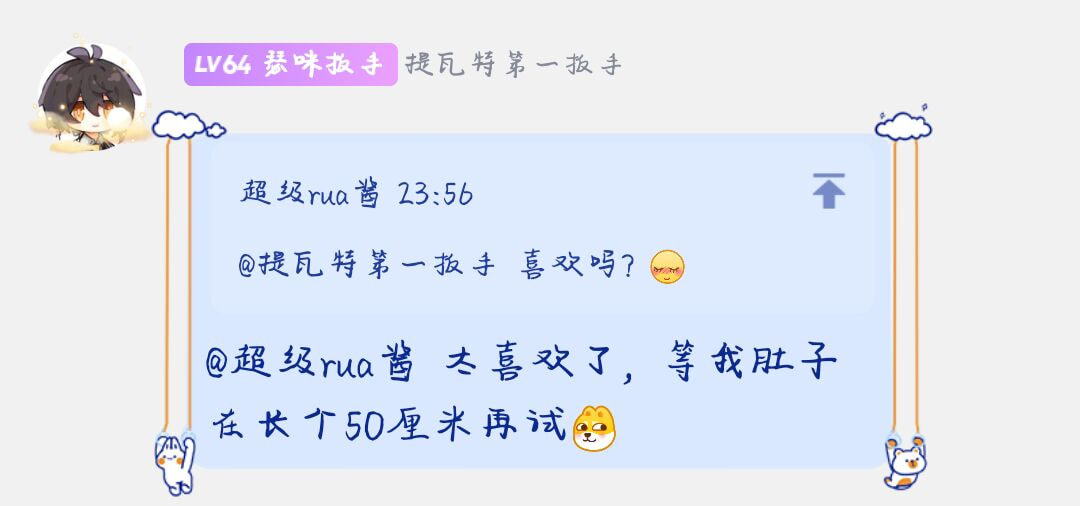 LV64 瑟咪扳手 提瓦特第一扳手
超级rua酱 23:56
@提瓦特第一扳手 喜欢吗?
@超级rua酱 太喜欢了，等我肚子
在长个50厘米再试